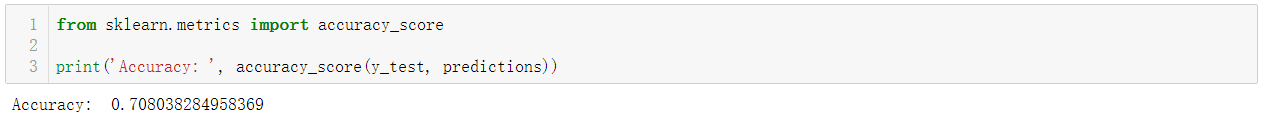 1 from sklearn.metrics import accuracy_score
2
3 print('Accuracy: ', accuracy_score(y_test, predictions))
Accuracy:  0.708038284958369